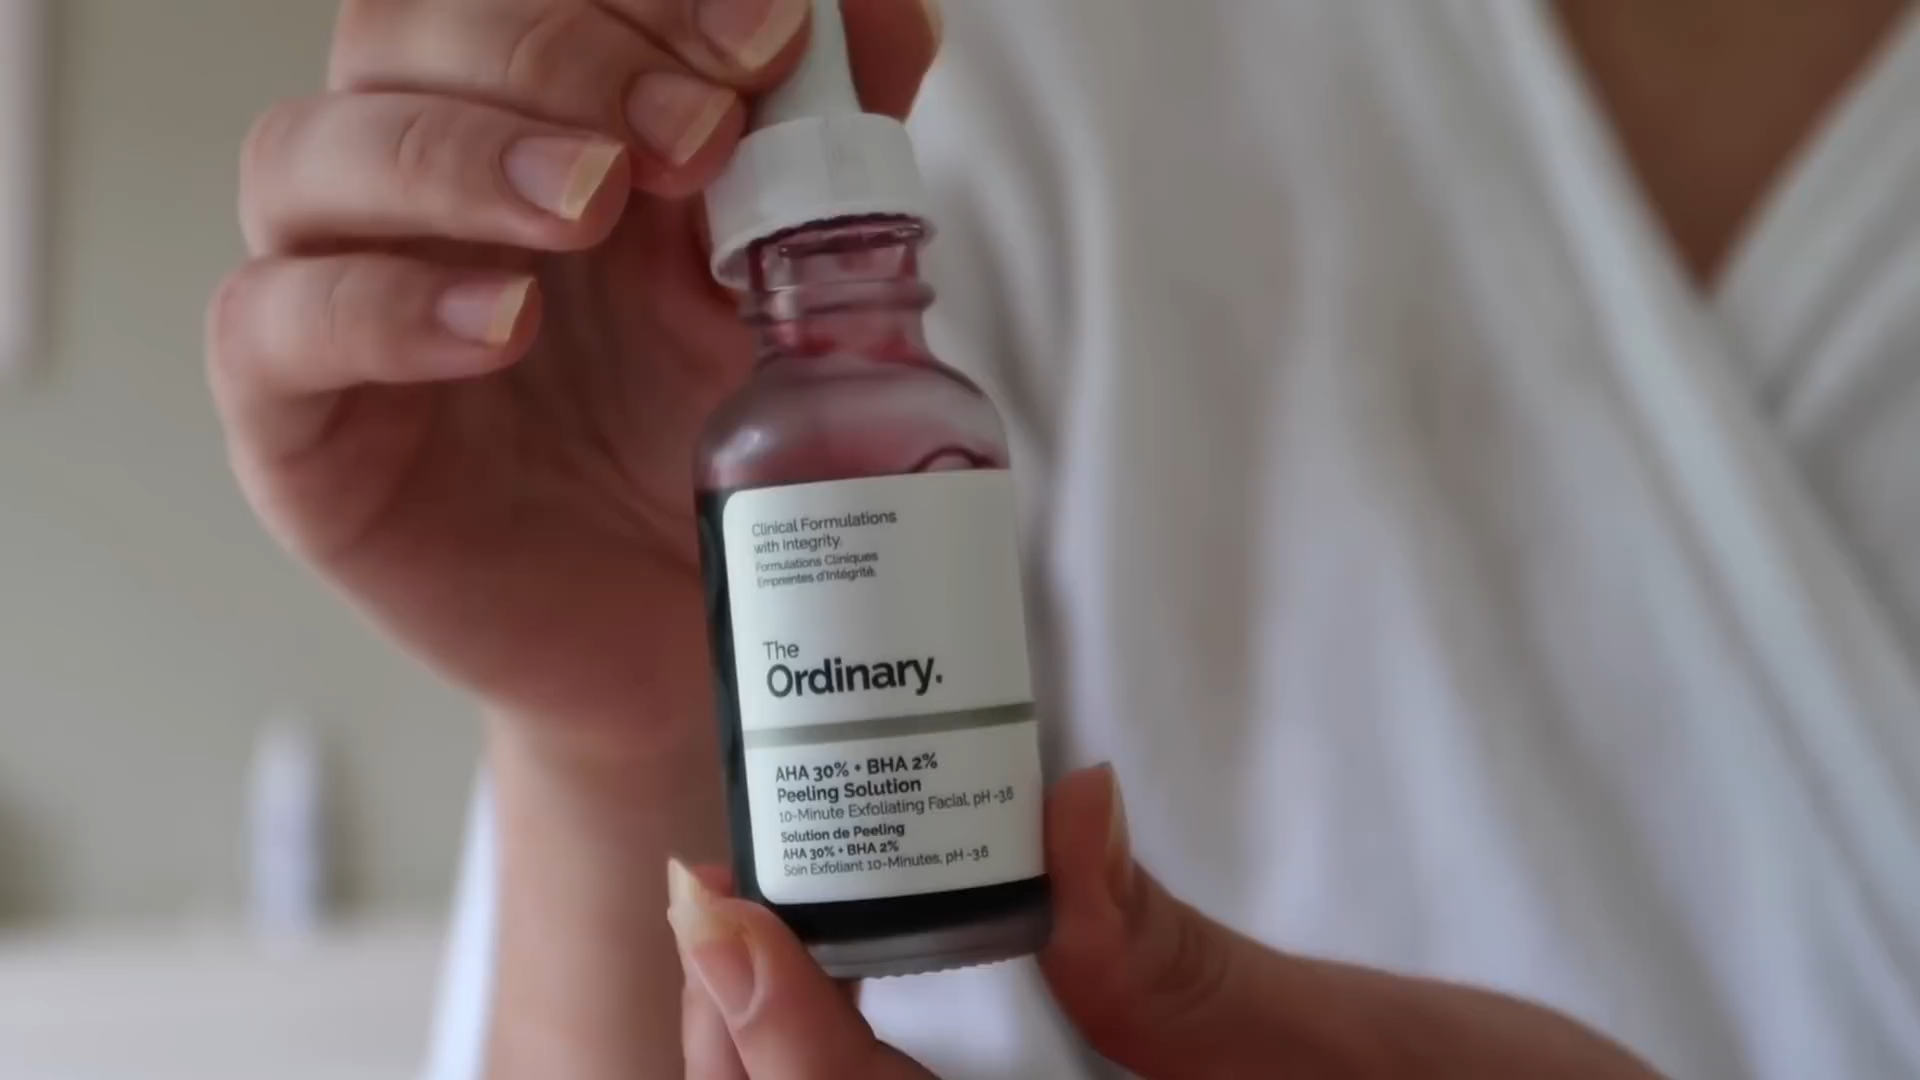 Clinical Formulations
with Integrity.
Formulations Cliniques
Empreintes d'Intégrité.
The
Ordinary.
AHA 30% + BHA 2%
Peeling Solution
10-Minute Exfoliating Facial, pH ~3.6
Solution de Peeling
AHA 30% + BHA 2%
Soin Exfoliant 10-Minutes, pH ~3.6